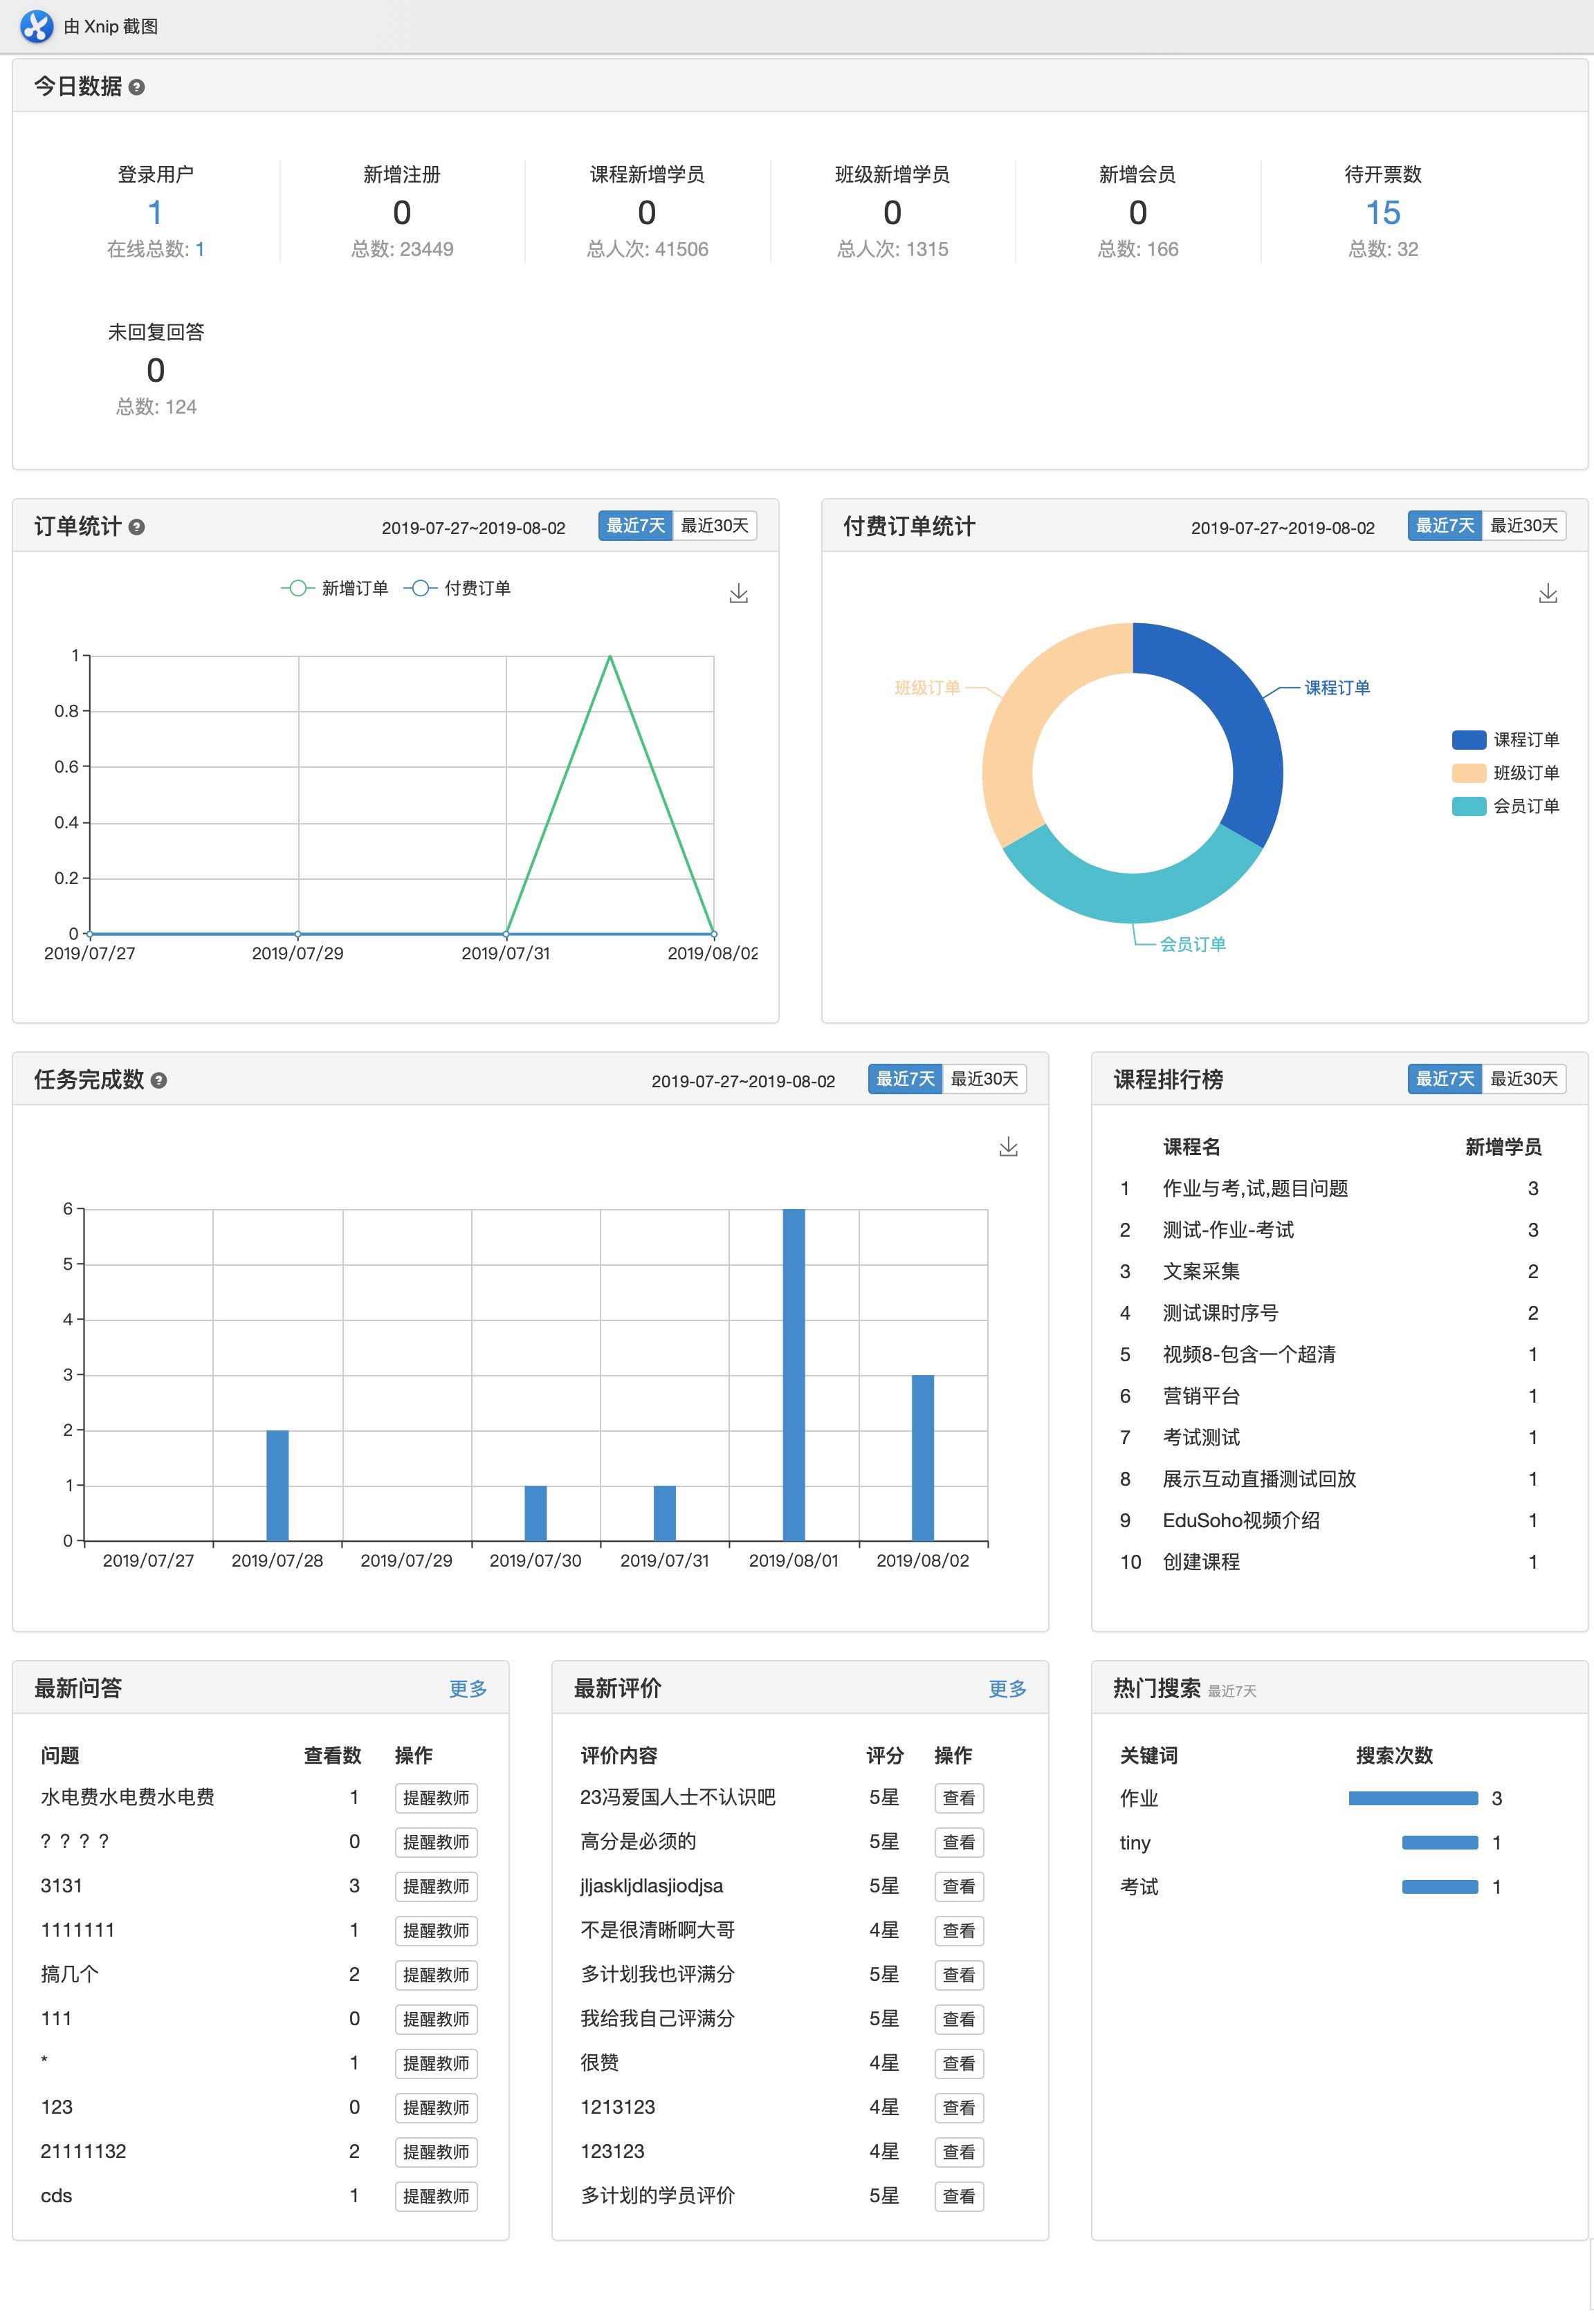 由 Xnip 截图
今日数据 ?
登录用户 新增注册 课程新增学员 班级新增学员 新增会员 待开票数
1 0 0 0 0 15
在线总数: 1 总数: 23449 总人次: 41506 总人次: 1315 总数: 166 总数: 32
未回复回答
0
总数: 124
订单统计 ? 2019-07-27~2019-08-02 最近7天 最近30天
新增订单 付费订单
1
0.8
0.6
0.4
0.2
0
2019/07/27 2019/07/29 2019/07/31 2019/08/02
付费订单统计 2019-07-27~2019-08-02 最近7天 最近30天
班级订单 课程订单
会员订单
课程订单
班级订单
会员订单
任务完成数 ? 2019-07-27~2019-08-02 最近7天 最近30天
6
5
4
3
2
1
0
2019/07/27 2019/07/28 2019/07/29 2019/07/30 2019/07/31 2019/08/01 2019/08/02
课程排行榜 最近7天 最近30天
课程名 新增学员
1 作业与考,试,题目问题 3
2 测试-作业-考试 3
3 文案采集 2
4 测试课时序号 2
5 视频8-包含一个超清 1
6 营销平台 1
7 考试测试 1
8 展示互动直播测试回放 1
9 EduSoho视频介绍 1
10 创建课程 1
最新问答 更多
问题 查看数 操作
水电费水电费水电费 1 提醒教师
？？？？ 0 提醒教师
3131 3 提醒教师
1111111 1 提醒教师
搞几个 2 提醒教师
111 0 提醒教师
* 1 提醒教师
123 0 提醒教师
21111132 2 提醒教师
cds 1 提醒教师
最新评价 更多
评价内容 评分 操作
23冯爱国人士不认识吧 5星 查看
高分是必须的 5星 查看
jljaskljdlasjiodjsa 5星 查看
不是很清晰啊大哥 4星 查看
多计划我也评满分 5星 查看
我给我自己评满分 5星 查看
很赞 4星 查看
1213123 4星 查看
123123 4星 查看
多计划的学员评价 5星 查看
热门搜索 最近7天
关键词 搜索次数
作业 3
tiny 1
考试 1